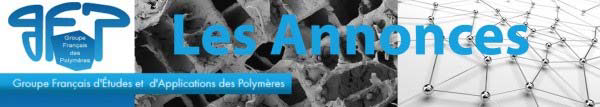 GFP
Groupe
Français
des
Polymères
Les Annonces
Groupe Français d'Études et d'Applications des Polymères